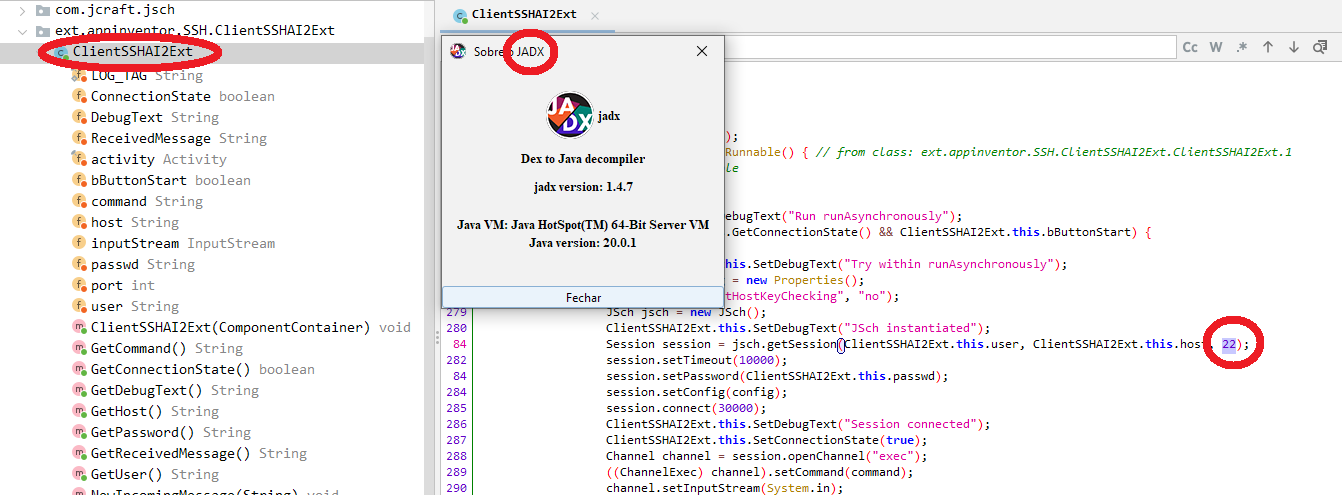 com.jcraft.jsch
ext.appinventor.SSH.ClientSSHAI2Ext
ClientSSHAI2Ext
LOG_TAG String
ConnectionState boolean
DebugText String
ReceivedMessage String
activity Activity
bButtonStart boolean
command String
host String
inputStream InputStream
passwd String
port int
user String
ClientSSHAI2Ext(ComponentContainer) void
GetCommand() String
GetConnectionState() boolean
GetDebugText() String
GetHost() String
GetPassword() String
GetReceivedMessage() String
GetUser() String
NewIncomingMessage(String) void
ClientSSHAI2Ext
Cc W .*
Sobre o JADX
JADX
jadx
Dex to Java decompiler
jadx version: 1.4.7
Java VM: Java HotSpot(TM) 64-Bit Server VM
Java version: 20.0.1
Fechar
);
Runnable() { // from class: ext.appinventor.SSH.ClientSSHAI2Ext.ClientSSHAI2Ext.1
le
ebugText("Run runAsynchronously");
.GetConnectionState() && ClientSSHAI2Ext.this.bButtonStart) {
his.SetDebugText("Try within runAsynchronously");
= new Properties();
tHostKeyChecking", "no");
279 JSch jsch = new JSch();
280 ClientSSHAI2Ext.this.SetDebugText("JSch instantiated");
84 Session session = jsch.getSession(ClientSSHAI2Ext.this.user, ClientSSHAI2Ext.this.host, 22);
282 session.setTimeout(10000);
84 session.setPassword(ClientSSHAI2Ext.this.passwd);
284 session.setConfig(config);
285 session.connect(30000);
286 ClientSSHAI2Ext.this.SetDebugText("Session connected");
287 ClientSSHAI2Ext.this.SetConnectionState(true);
288 Channel channel = session.openChannel("exec");
289 ((ChannelExec) channel).setCommand(command);
290 channel.setInputStream(System.in);